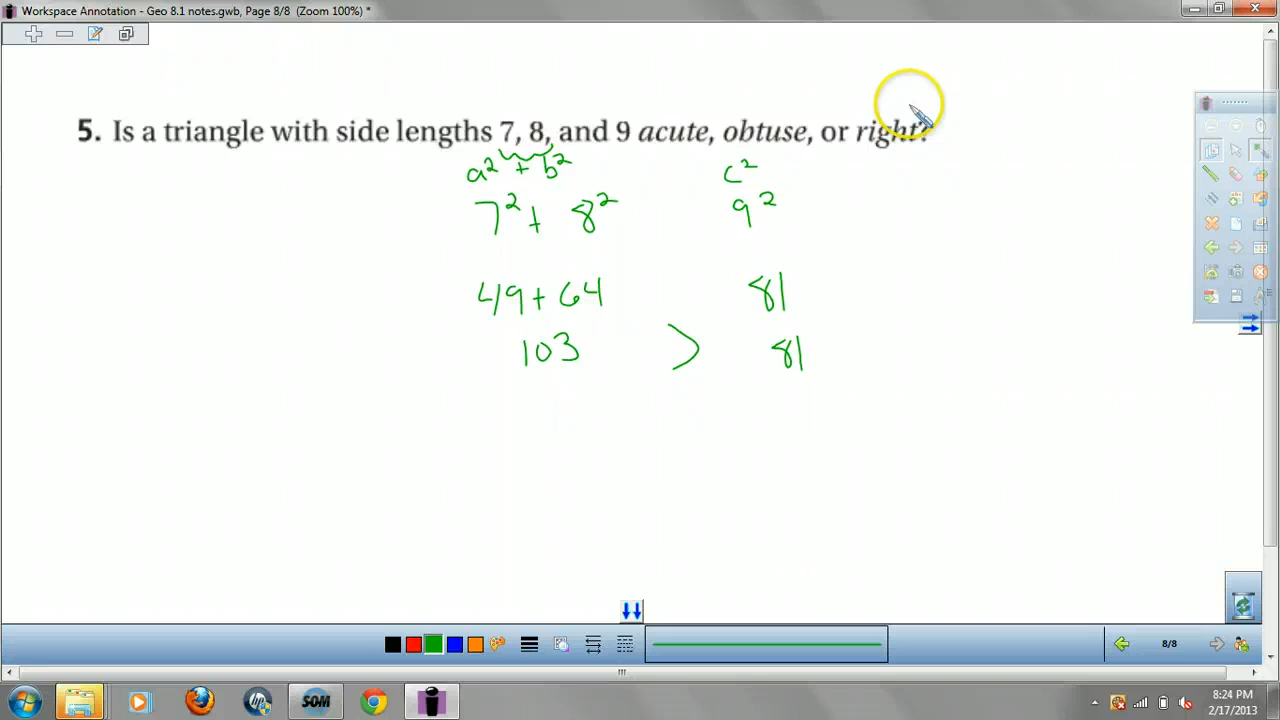 Workspace Annotation - Geo 8.1 notes.gwb, Page 8/8 (Zoom 100%) *
5. Is a triangle with side lengths 7, 8, and 9 acute, obtuse, or right?
a² + b² c²
7² + 8² 9²
49 + 64 81
103 > 81
8/8
SOM
hp
8:24 PM
2/17/2013